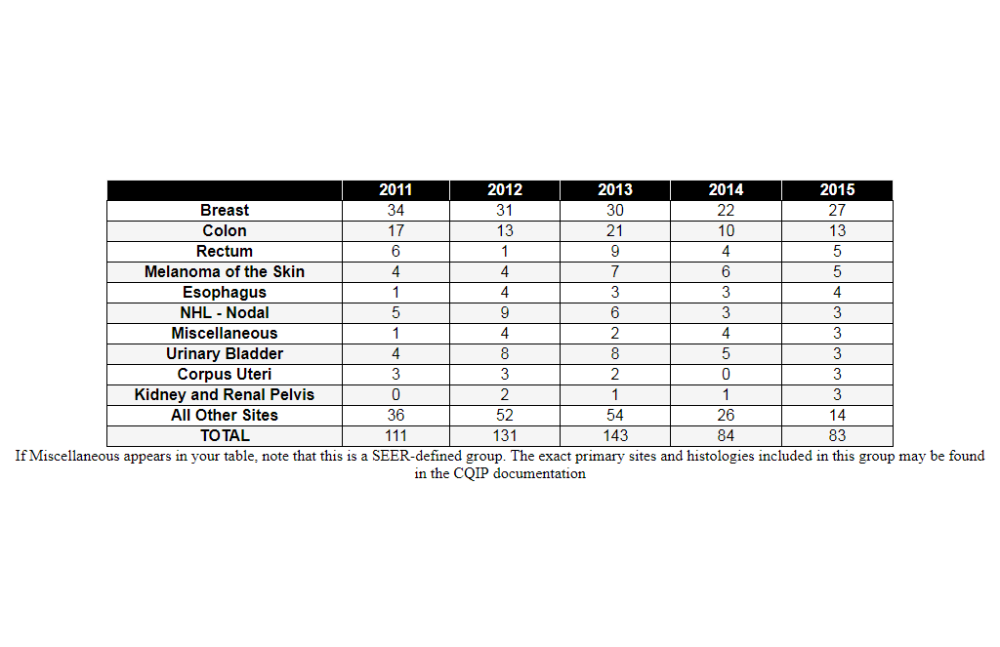 2011 2012 2013 2014 2015
Breast 34 31 30 22 27
Colon 17 13 21 10 13
Rectum 6 1 9 4 5
Melanoma of the Skin 4 4 7 6 5
Esophagus 1 4 3 3 4
NHL - Nodal 5 9 6 3 3
Miscellaneous 1 4 2 4 3
Urinary Bladder 4 8 8 5 3
Corpus Uteri 3 3 2 0 3
Kidney and Renal Pelvis 0 2 1 1 3
All Other Sites 36 52 54 26 14
TOTAL 111 131 143 84 83
If Miscellaneous appears in your table, note that this is a SEER-defined group. The exact primary sites and histologies included in this group may be found
in the CQIP documentation